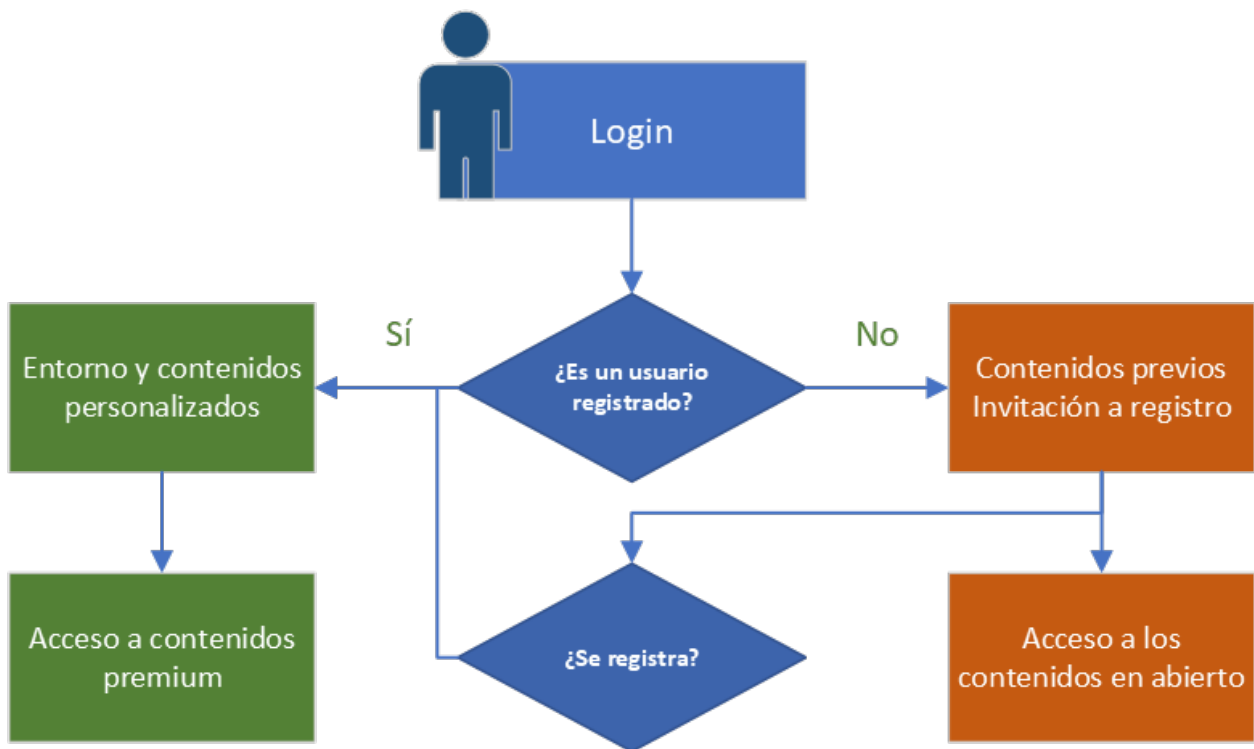 Login
Sí
No
Entorno y contenidos
personalizados
¿Es un usuario
registrado?
Contenidos previos
Invitación a registro
Acceso a contenidos
premium
¿Se registra?
Acceso a los
contenidos en abierto